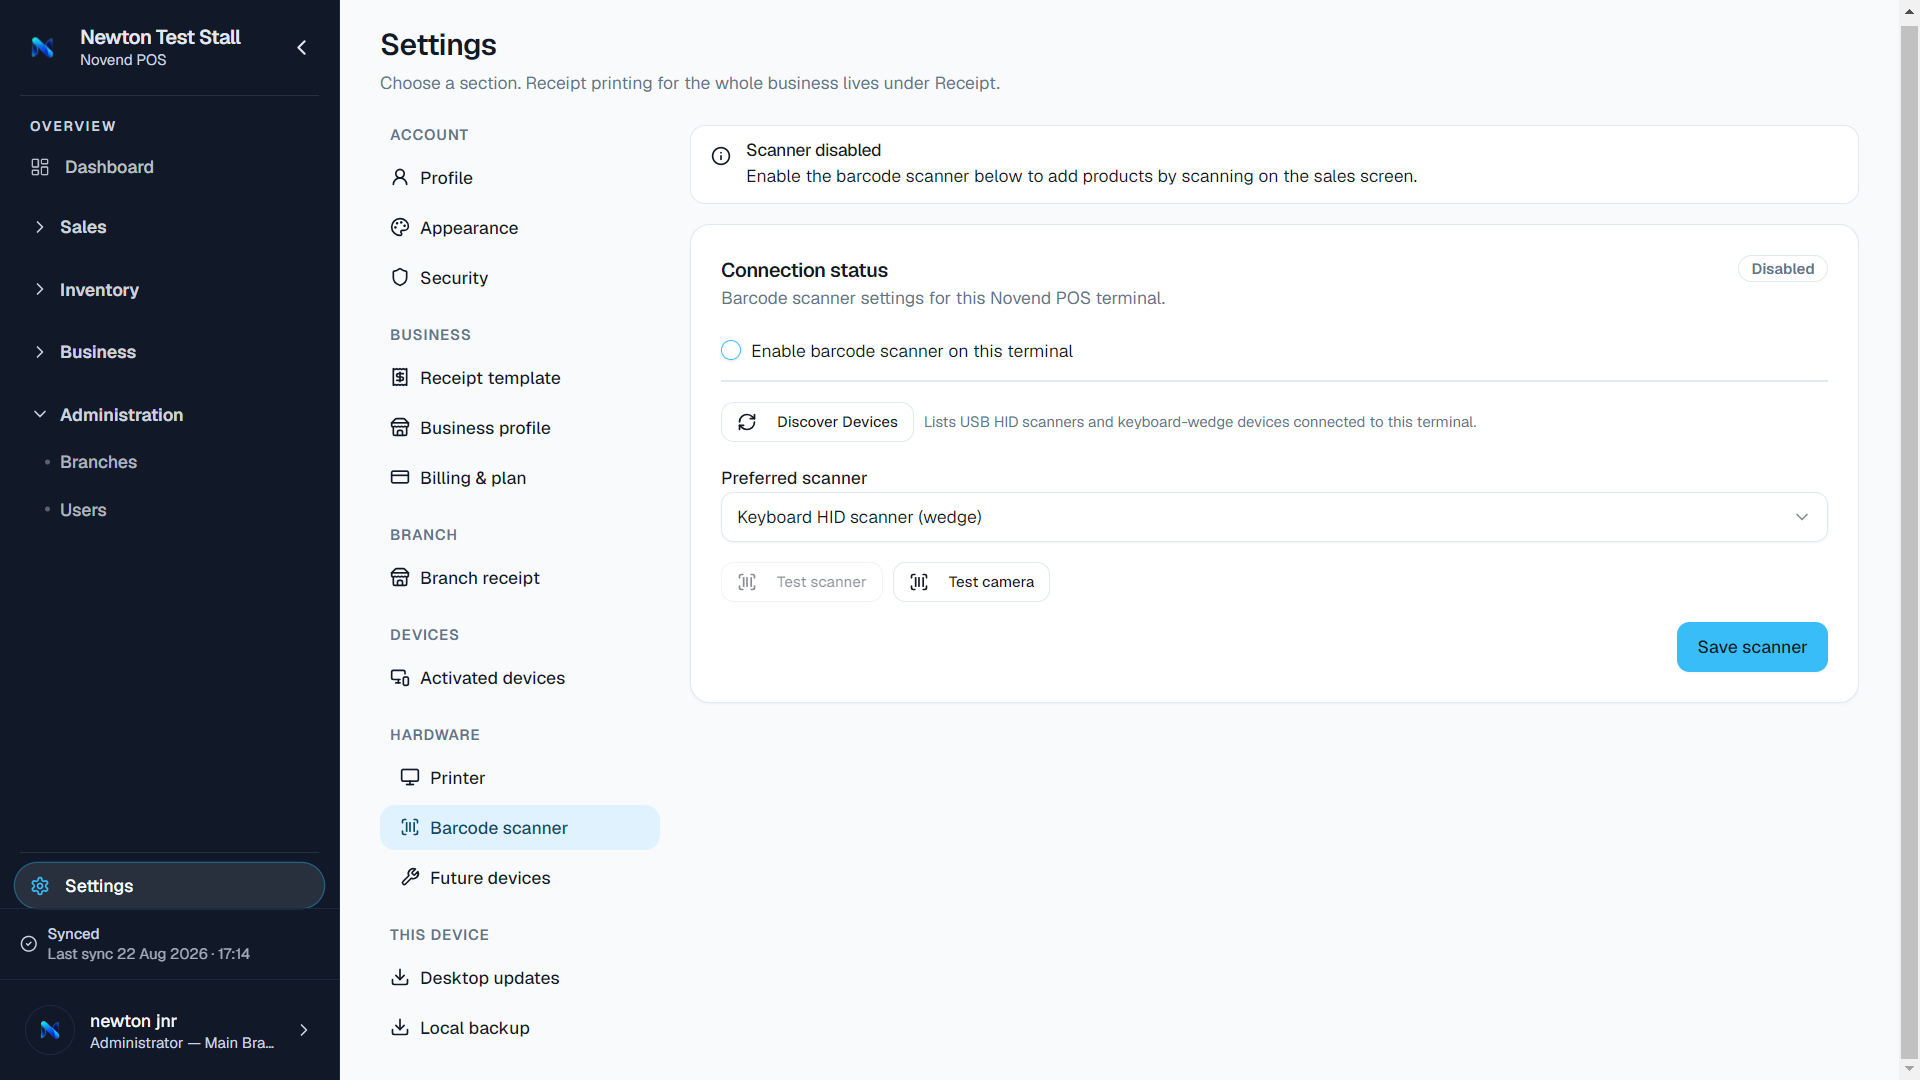 Newton Test Stall
Novend POS
OVERVIEW
Dashboard
Sales
Inventory
Business
Administration
Branches
Users
Settings
Synced
Last sync 22 Aug 2026 · 17:14
newton jnr
Administrator — Main Bra...
Settings
Choose a section. Receipt printing for the whole business lives under Receipt.
ACCOUNT
Profile
Appearance
Security
BUSINESS
Receipt template
Business profile
Billing & plan
BRANCH
Branch receipt
DEVICES
Activated devices
HARDWARE
Printer
Barcode scanner
Future devices
THIS DEVICE
Desktop updates
Local backup
Scanner disabled
Enable the barcode scanner below to add products by scanning on the sales screen.
Connection status
Disabled
Barcode scanner settings for this Novend POS terminal.
Enable barcode scanner on this terminal
Discover Devices
Lists USB HID scanners and keyboard-wedge devices connected to this terminal.
Preferred scanner
Keyboard HID scanner (wedge)
Test scanner
Test camera
Save scanner